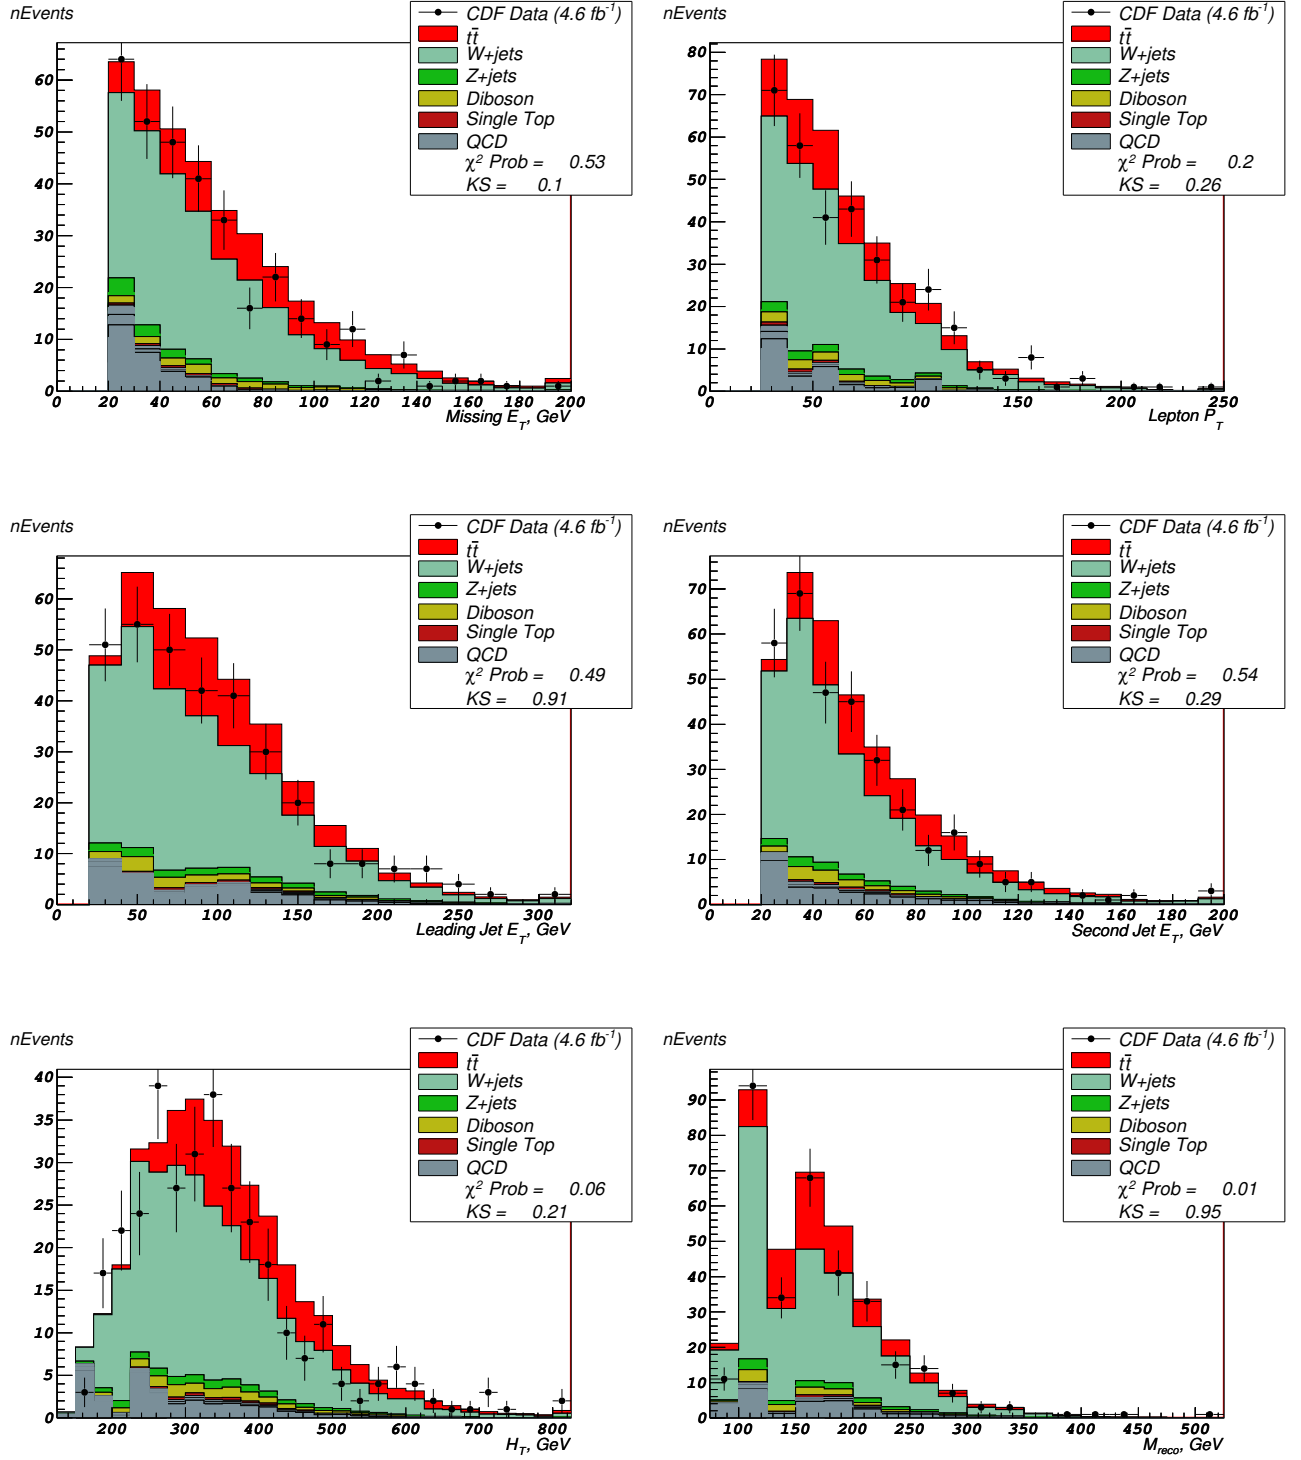 nEvents
CDF Data (4.6 fb⁻¹)
tt̄
W+jets
Z+jets
Diboson
Single Top
QCD
χ² Prob = 0.53
KS = 0.1
60
50
40
30
20
10
0
0 20 40 60 80 100 120 140 160 180 200
Missing E_T, GeV
nEvents
CDF Data (4.6 fb⁻¹)
tt̄
W+jets
Z+jets
Diboson
Single Top
QCD
χ² Prob = 0.2
KS = 0.26
80
70
60
50
40
30
20
10
0
0 50 100 150 200 250
Lepton P_T
nEvents
CDF Data (4.6 fb⁻¹)
tt̄
W+jets
Z+jets
Diboson
Single Top
QCD
χ² Prob = 0.49
KS = 0.91
60
50
40
30
20
10
0
0 50 100 150 200 250 300
Leading Jet E_T, GeV
nEvents
CDF Data (4.6 fb⁻¹)
tt̄
W+jets
Z+jets
Diboson
Single Top
QCD
χ² Prob = 0.54
KS = 0.29
70
60
50
40
30
20
10
0
0 20 40 60 80 100 120 140 160 180 200
Second Jet E_T, GeV
nEvents
CDF Data (4.6 fb⁻¹)
tt̄
W+jets
Z+jets
Diboson
Single Top
QCD
χ² Prob = 0.06
KS = 0.21
40
35
30
25
20
15
10
5
0
200 300 400 500 600 700 800
H_T, GeV
nEvents
CDF Data (4.6 fb⁻¹)
tt̄
W+jets
Z+jets
Diboson
Single Top
QCD
χ² Prob = 0.01
KS = 0.95
90
80
70
60
50
40
30
20
10
0
100 150 200 250 300 350 400 450 500
M_reco, GeV